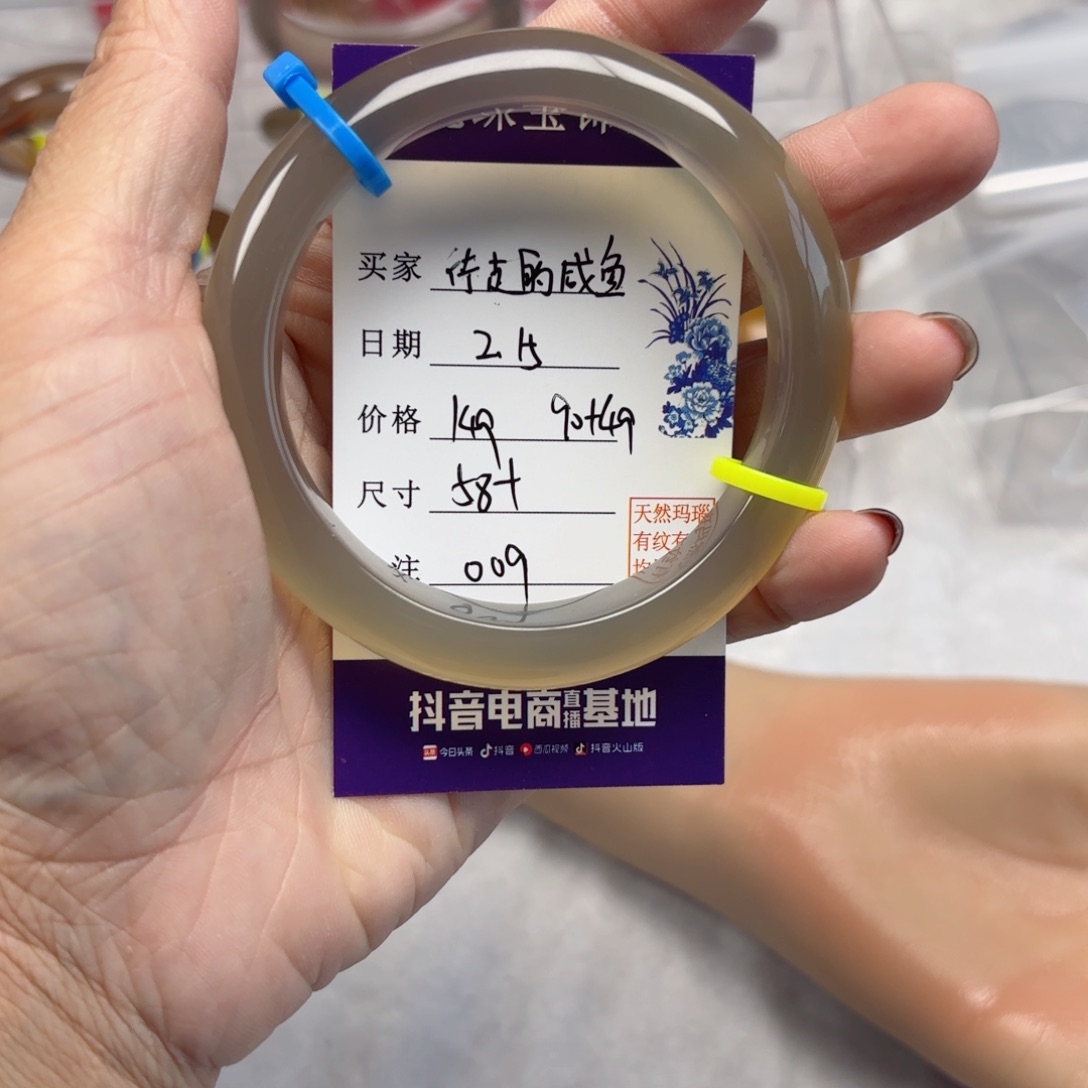 买家 的咸鱼
日期 2.15
价格 149 90+49
尺寸 58+
注 009
天然玛瑙
有纹有
抖音电商直播基地
今日头条 抖音 西瓜视频 抖音火山版